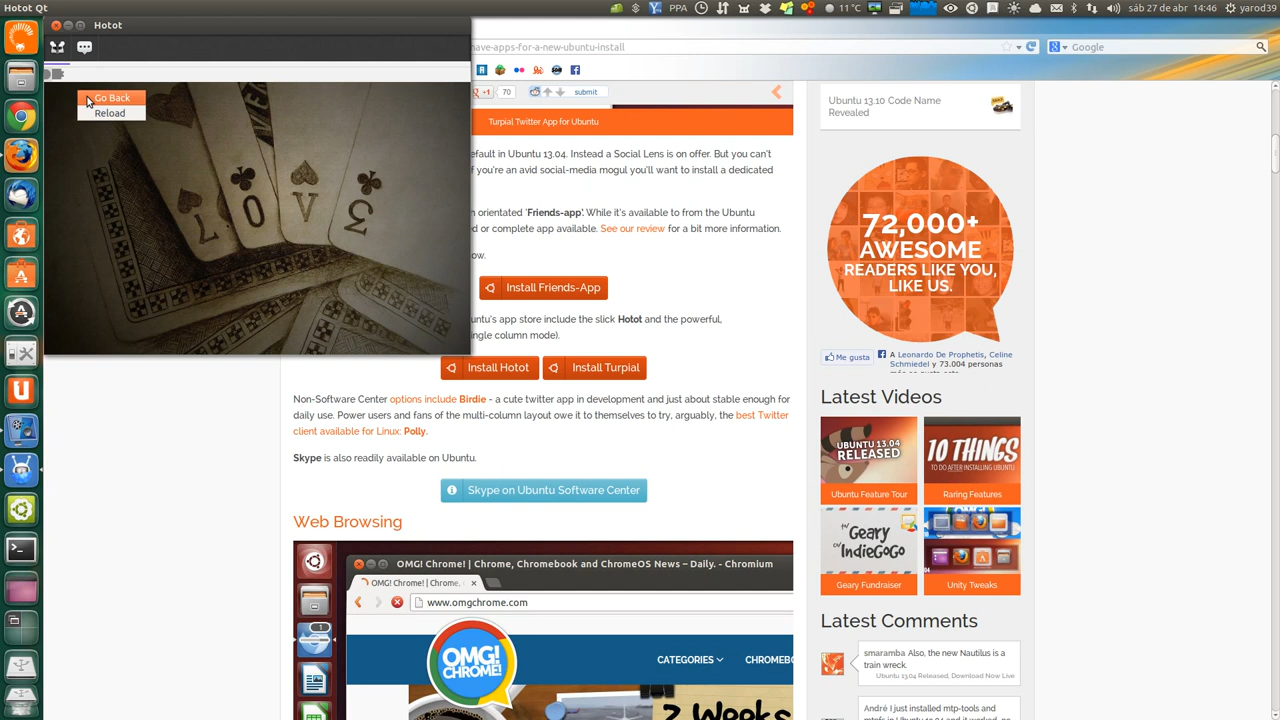 Hotot Qt
PPA
11°C
sáb 27 de abr
14:46
yarod39
Hotot
Go Back
Reload
LOVE
have-apps-for-a-new-ubuntu-install
Google
+1
70
submit
Turpial Twitter App for Ubuntu
efault in Ubuntu 13.04. Instead a Social Lens is on offer. But you can't
f you're an avid social-media mogul you'll want to install a dedicated
n orientated 'Friends-app'. While it's available to from the Ubuntu
d or complete app available. See our review for a bit more information.
ow.
Install Friends-App
untu's app store include the slick Hotot and the powerful,
ingle column mode).
Install Hotot
Install Turpial
Non-Software Center options include Birdie - a cute twitter app in development and just about stable enough for
daily use. Power users and fans of the multi-column layout owe it to themselves to try, arguably, the best Twitter
client available for Linux: Polly.
Skype is also readily available on Ubuntu.
Skype on Ubuntu Software Center
Web Browsing
OMG! Chrome! | Chrome, Chromebook and ChromeOS News – Daily. - Chromium
OMG! Chrome! | Chrome,
www.omgchrome.com
1
OMG!
CHROME!
CATEGORIES
CHROMEBO
2 Weeks
Ubuntu 13.10 Code Name
Revealed
72,000+
AWESOME
READERS LIKE YOU,
LIKE US.
Me gusta
A Leonardo De Prophetis, Celine
Schmiedel y 73.004 personas
Latest Videos
UBUNTU 13.04
RELEASED
Ubuntu Feature Tour
10 THINGS
TO DO AFTER INSTALLING UBUNTU
Raring Features
Geary
on IndieGoGo
Geary Fundraiser
Unity Tweaks
Latest Comments
smaramba Also, the new Nautilus is a
train wreck.
Ubuntu 13.04 Released, Download Now Live
André I just installed mtp-tools and